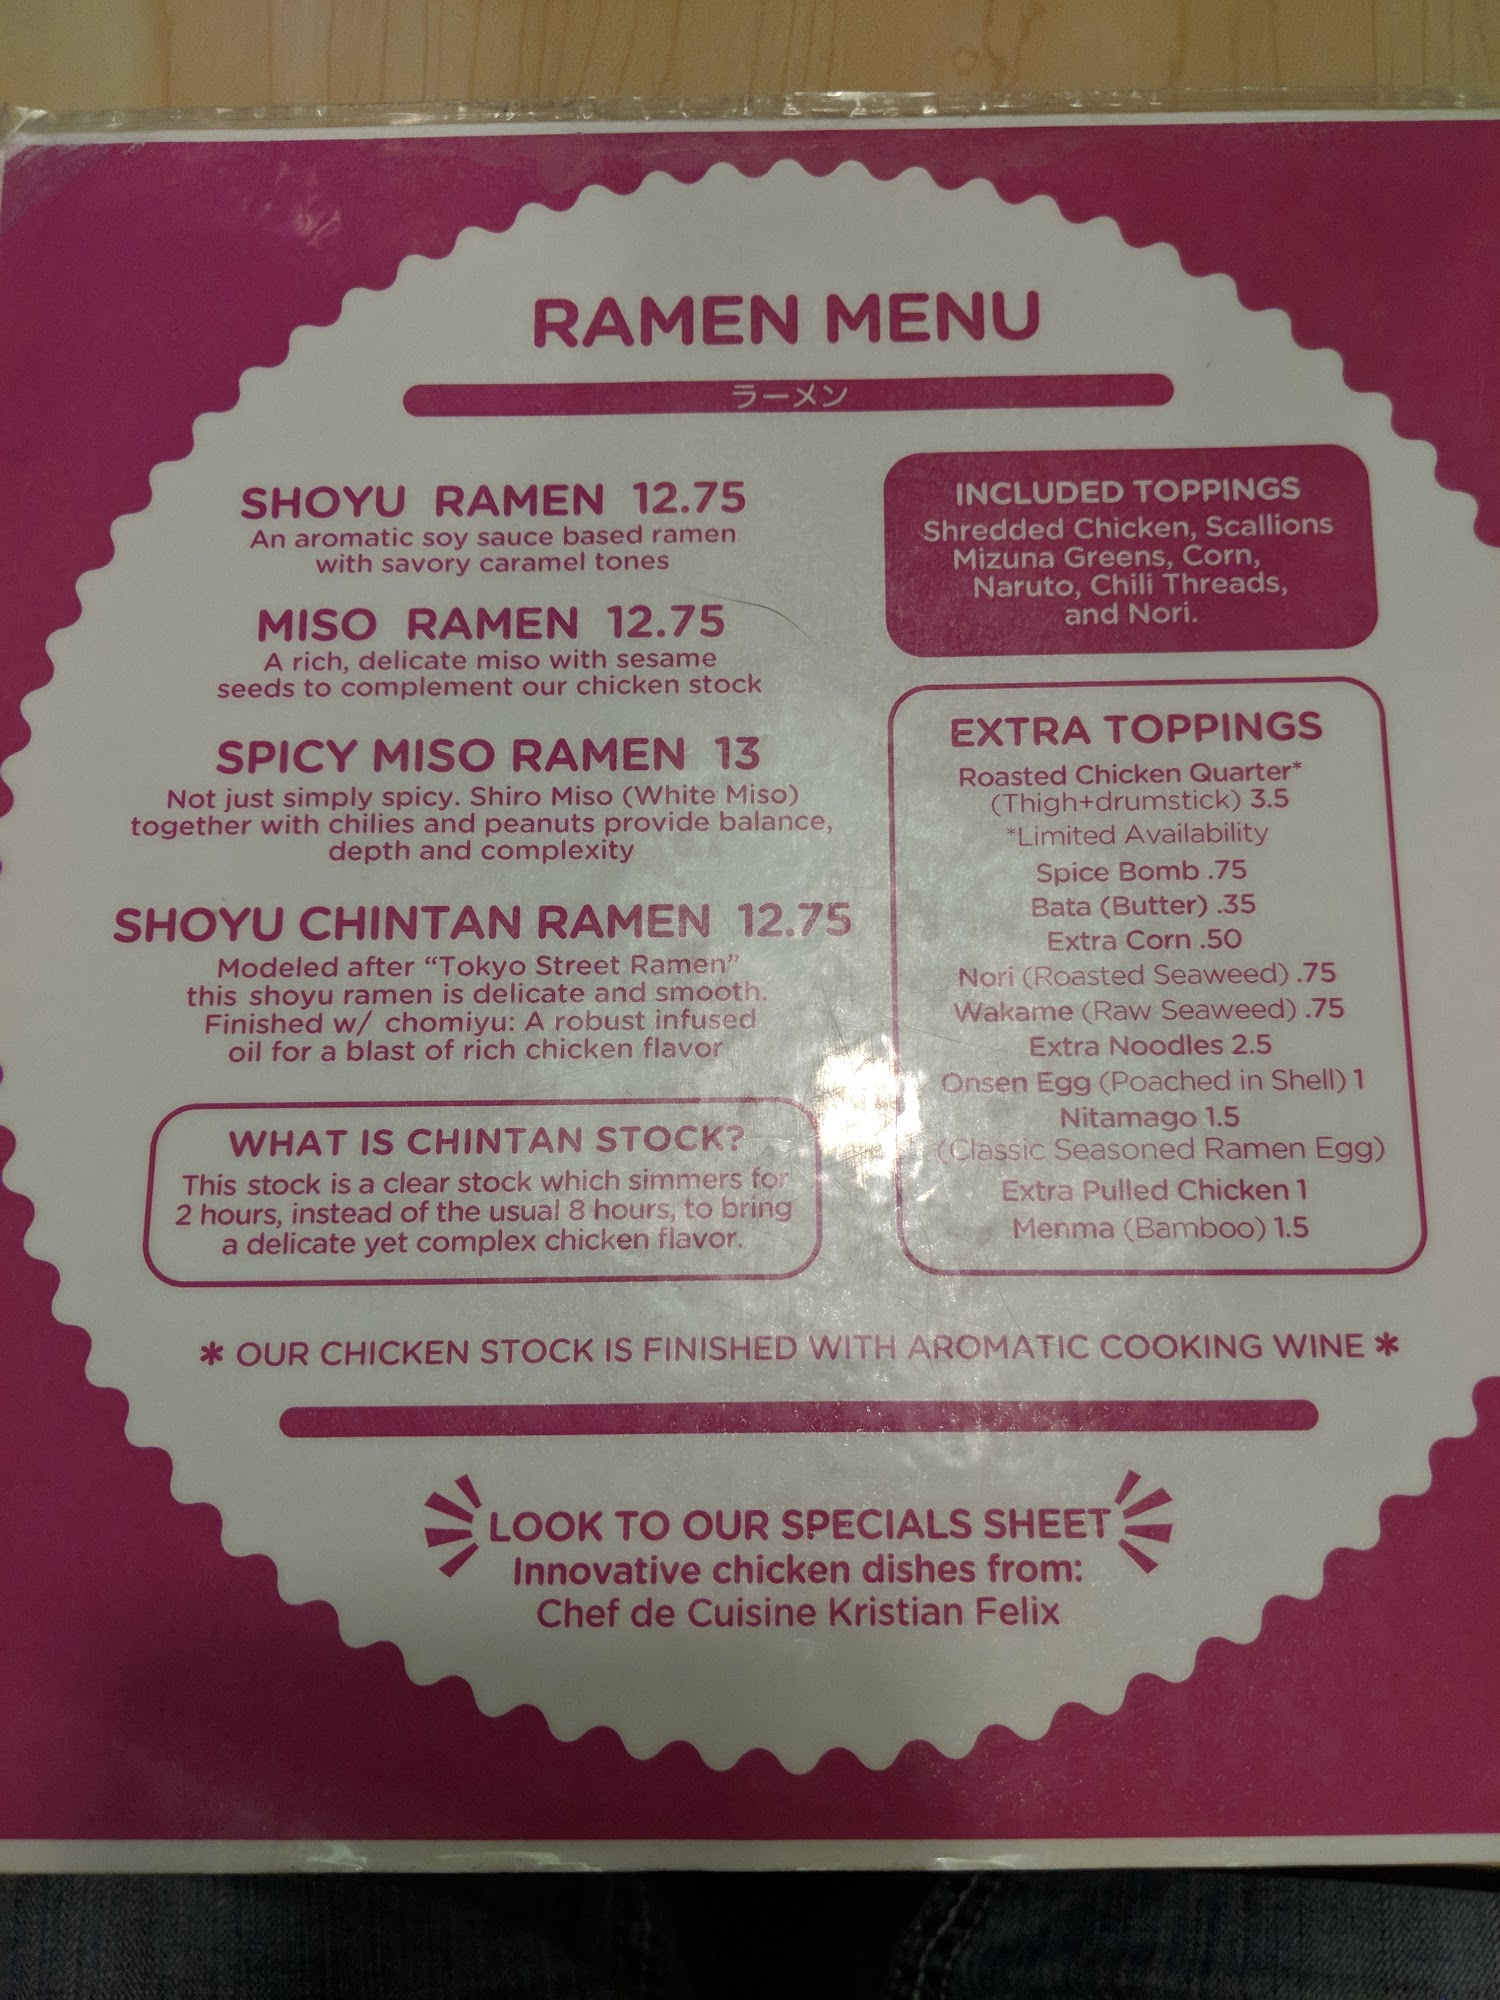 RAMEN MENU
ラーメン
SHOYU RAMEN 12.75
An aromatic soy sauce based ramen
with savory caramel tones
MISO RAMEN 12.75
A rich, delicate miso with sesame
seeds to complement our chicken stock
SPICY MISO RAMEN 13
Not just simply spicy. Shiro Miso (White Miso)
together with chilies and peanuts provide balance,
depth and complexity
SHOYU CHINTAN RAMEN 12.75
Modeled after “Tokyo Street Ramen”
this shoyu ramen is delicate and smooth.
Finished w/ chomiyu: A robust infused
oil for a blast of rich chicken flavor
WHAT IS CHINTAN STOCK?
This stock is a clear stock which simmers for
2 hours, instead of the usual 8 hours, to bring
a delicate yet complex chicken flavor.
INCLUDED TOPPINGS
Shredded Chicken, Scallions
Mizuna Greens, Corn,
Naruto, Chili Threads,
and Nori.
EXTRA TOPPINGS
Roasted Chicken Quarter*
(Thigh+drumstick) 3.5
*Limited Availability
Spice Bomb .75
Bata (Butter) .35
Extra Corn .50
Nori (Roasted Seaweed) .75
Wakame (Raw Seaweed) .75
Extra Noodles 2.5
Onsen Egg (Poached in Shell) 1
Nitamago 1.5
(Classic Seasoned Ramen Egg)
Extra Pulled Chicken 1
Menma (Bamboo) 1.5
* OUR CHICKEN STOCK IS FINISHED WITH AROMATIC COOKING WINE *
LOOK TO OUR SPECIALS SHEET
Innovative chicken dishes from:
Chef de Cuisine Kristian Felix